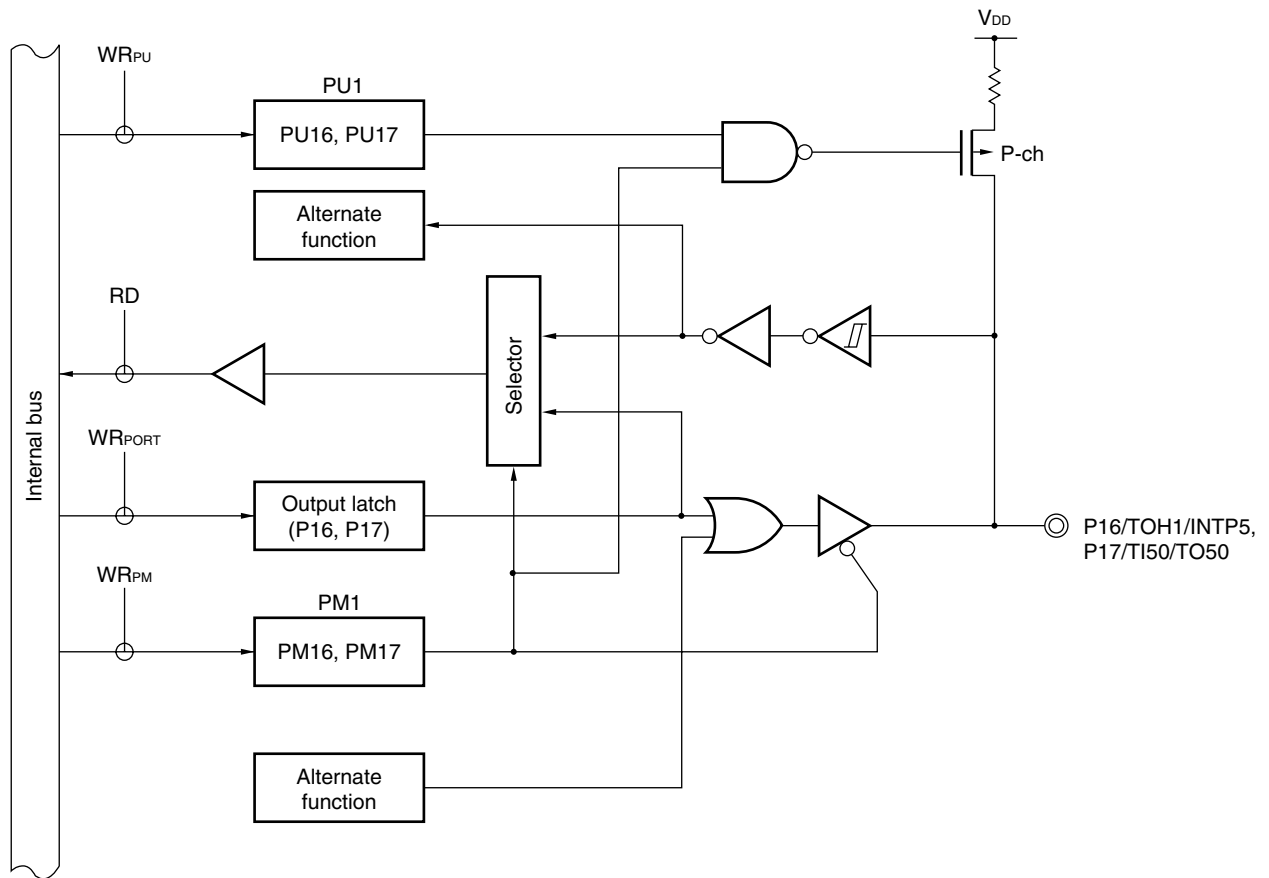 VDD
WRPU
PU1
PU16, PU17
P-ch
Alternate
function
RD
Selector
Internal bus
WRPORT
Output latch
(P16, P17)
P16/TOH1/INTP5,
P17/TI50/TO50
WRPM
PM1
PM16, PM17
Alternate
function